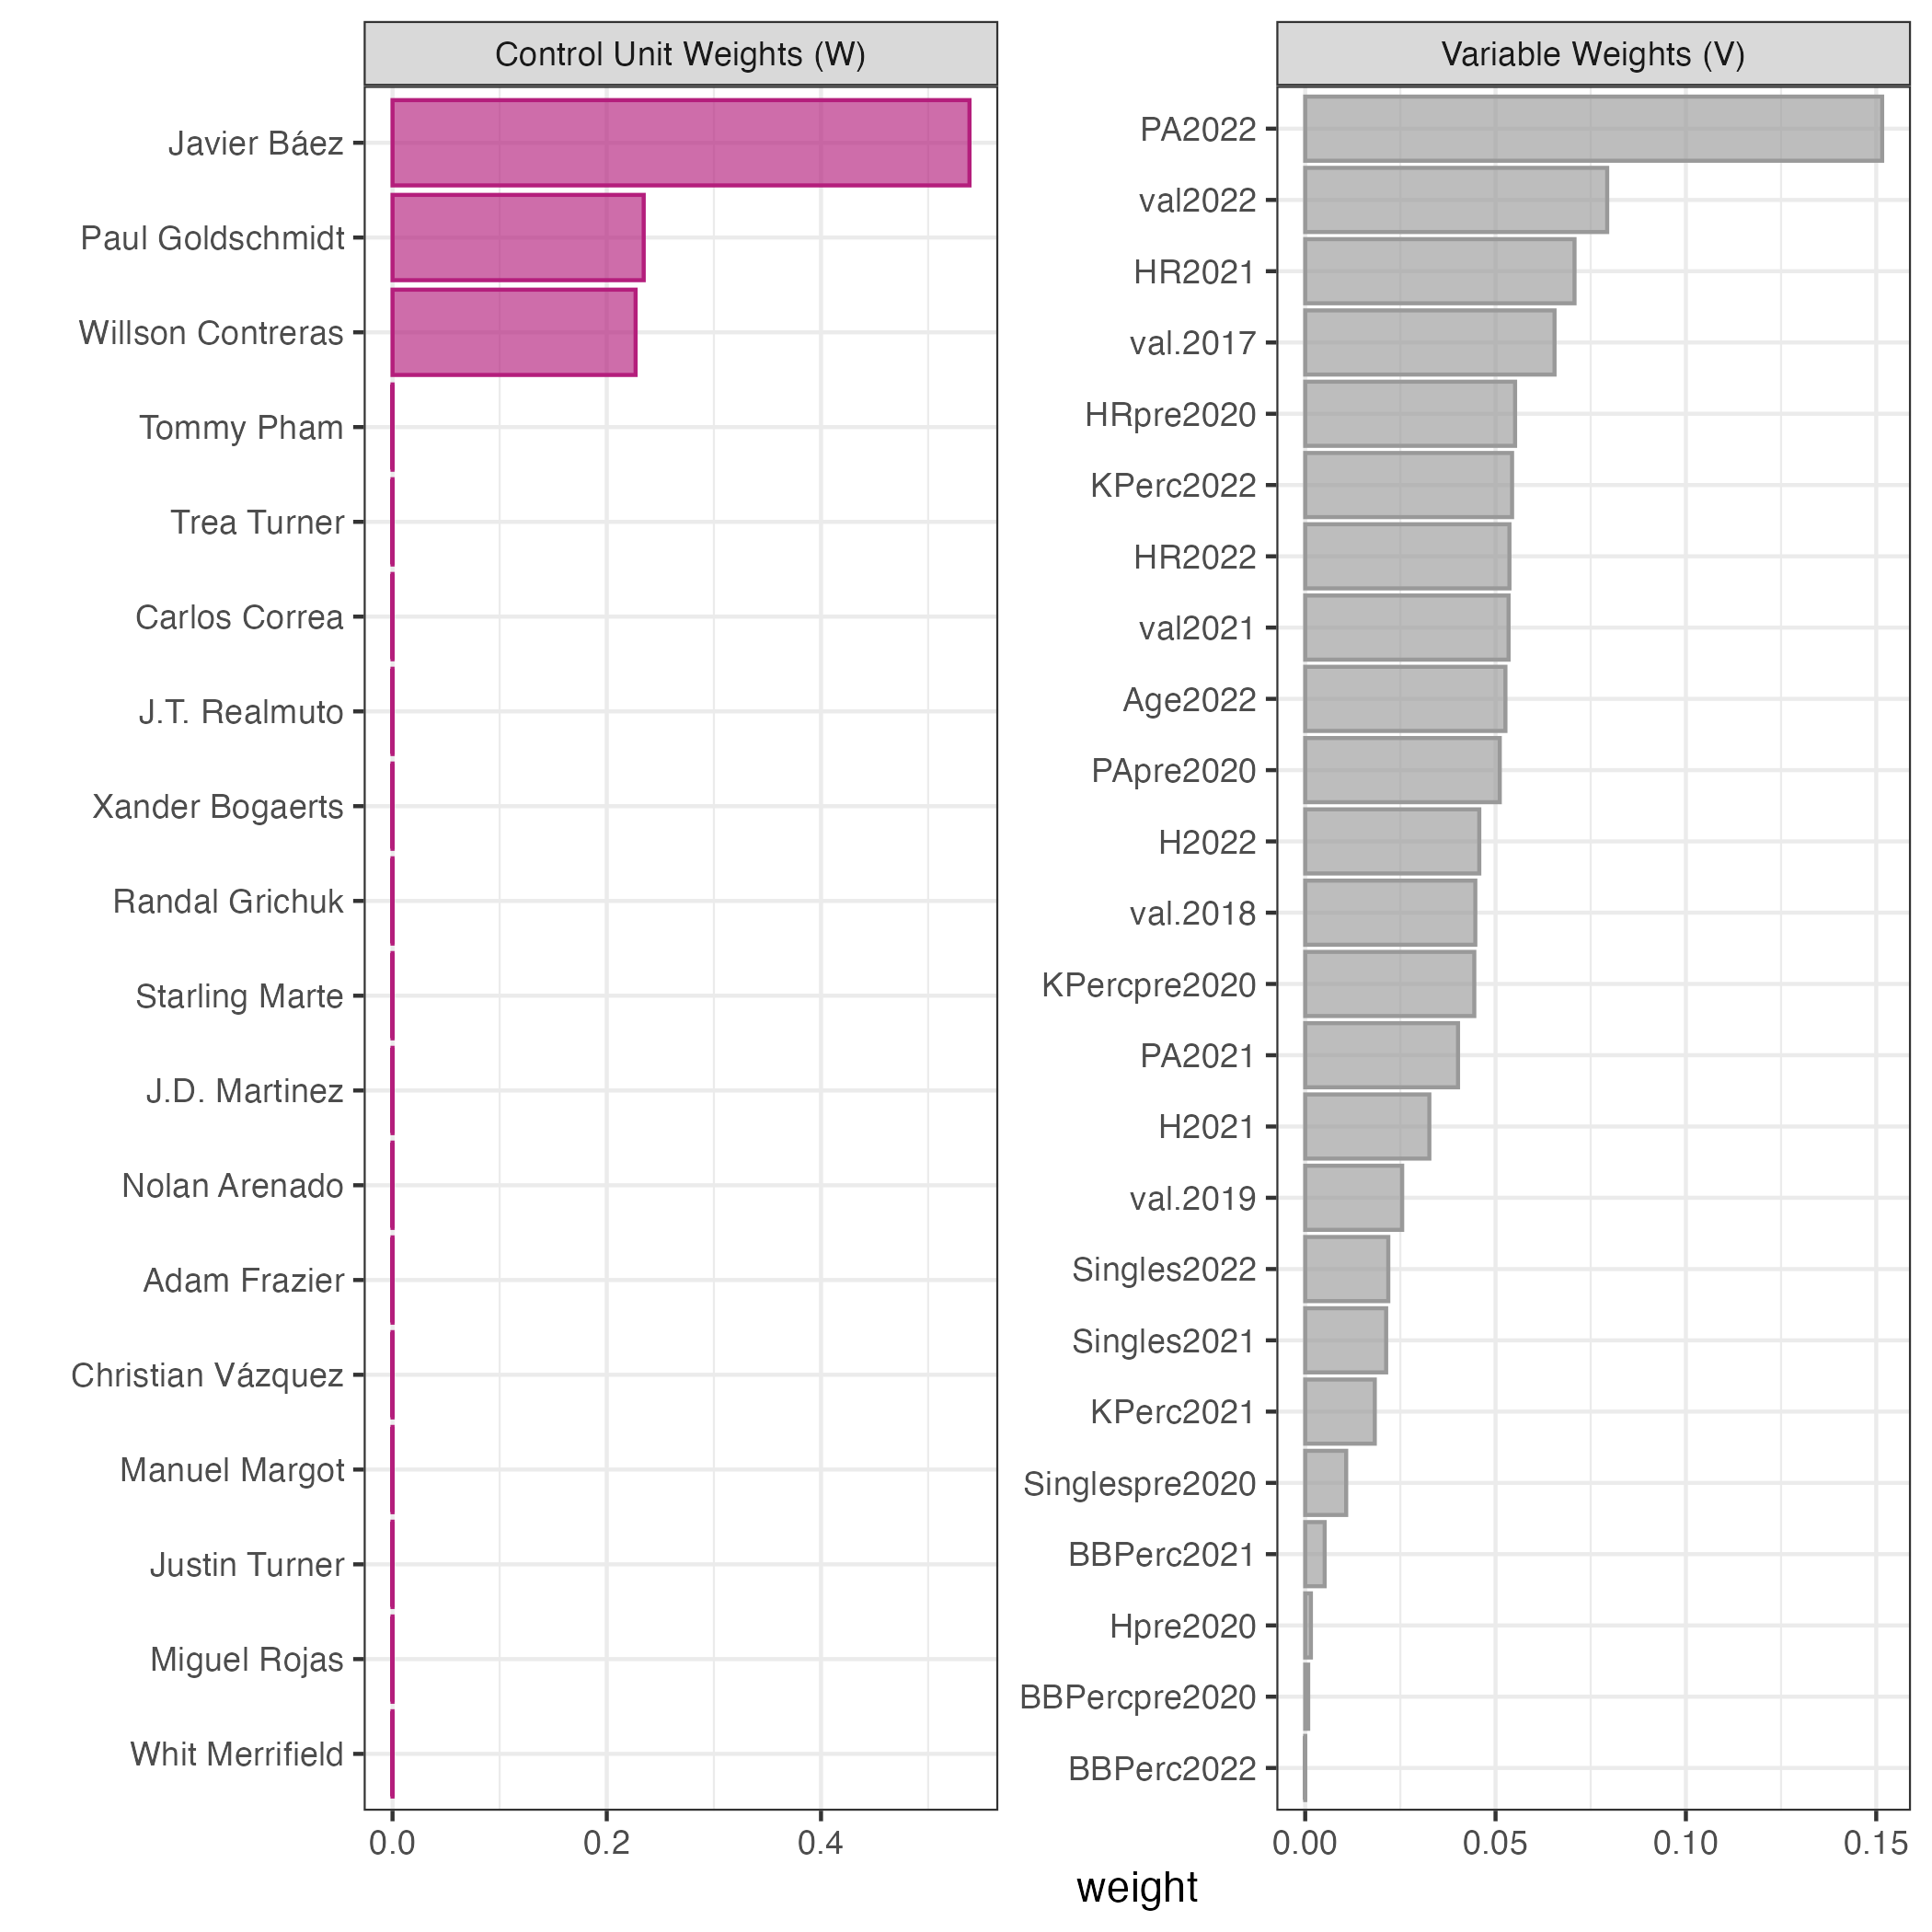 Control Unit Weights (W)
Javier Báez
Paul Goldschmidt
Willson Contreras
Tommy Pham
Trea Turner
Carlos Correa
J.T. Realmuto
Xander Bogaerts
Randal Grichuk
Starling Marte
J.D. Martinez
Nolan Arenado
Adam Frazier
Christian Vázquez
Manuel Margot
Justin Turner
Miguel Rojas
Whit Merrifield
0.0 0.2 0.4
Variable Weights (V)
PA2022
val2022
HR2021
val.2017
HRpre2020
KPerc2022
HR2022
val2021
Age2022
PApre2020
H2022
val.2018
KPercpre2020
PA2021
H2021
val.2019
Singles2022
Singles2021
KPerc2021
Singlespre2020
BBPerc2021
Hpre2020
BBPercpre2020
BBPerc2022
0.00 0.05 0.10 0.15
weight